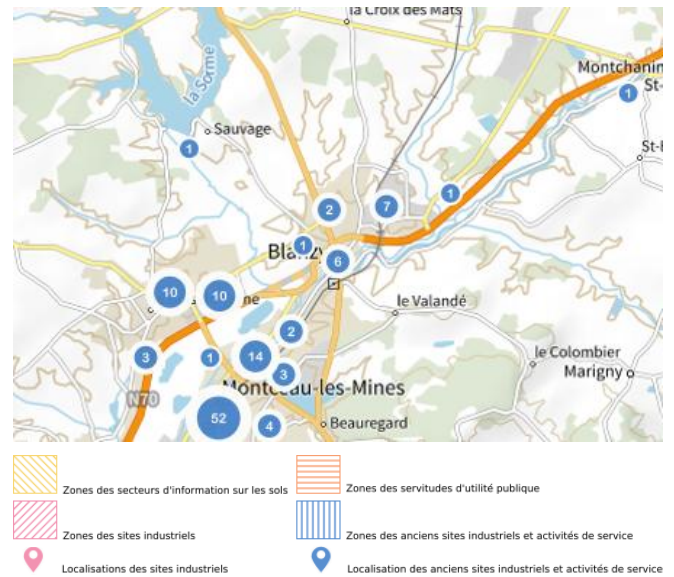 la Croix des Mats
la Sorme
Montchanin
1
St-
Sauvage
1
St-
1
2
7
1
Blanzy
6
10
10
ne
le Valandé
2
3
1
14
le Colombier
3
Marigny
Montceau-les-Mines
N70
52
4
Beauregard
Zones des secteurs d'information sur les sols
Zones des servitudes d'utilité publique
Zones des sites industriels
Zones des anciens sites industriels et activités de service
Localisations des sites industriels
Localisation des anciens sites industriels et activités de service